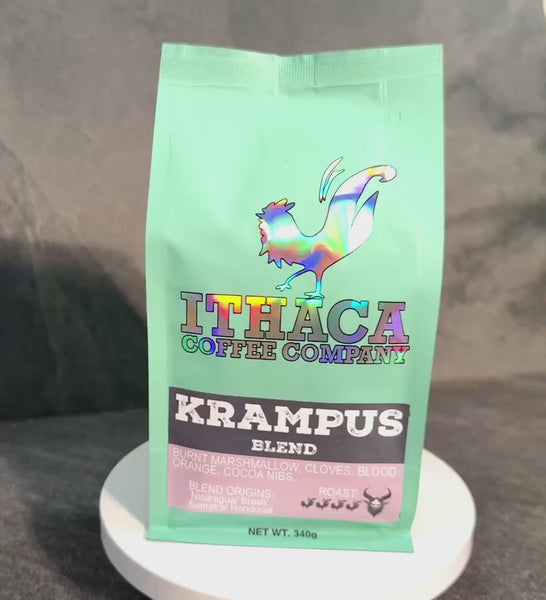 ITHACA
COFFEE COMPANY
KRAMPUS
BLEND
BURNT MARSHMALLOW, CLOVES, BLOOD
ORANGE, COCOA NIBS.
BLEND ORIGINS:
Nicaragua/ Brasil/
Sumatra/ Honduras
ROAST:
NET WT. 340g